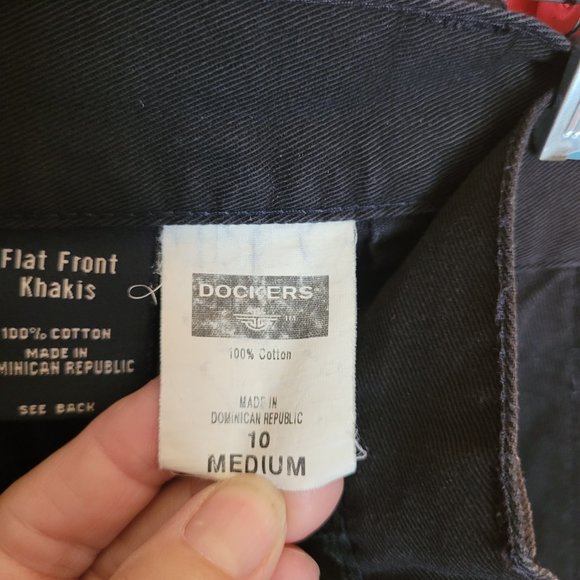 Flat Front
Khakis
100% COTTON
MADE IN
MINICAN REPUBLIC
SEE BACK
DOCKERS
100% Cotton
MADE IN
DOMINICAN REPUBLIC
10
MEDIUM